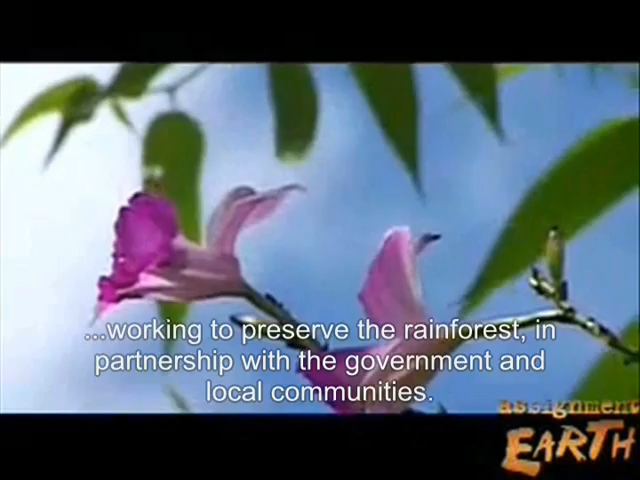 ...working to preserve the rainforest, in
partnership with the government and
local communities.
assignment
EARTH